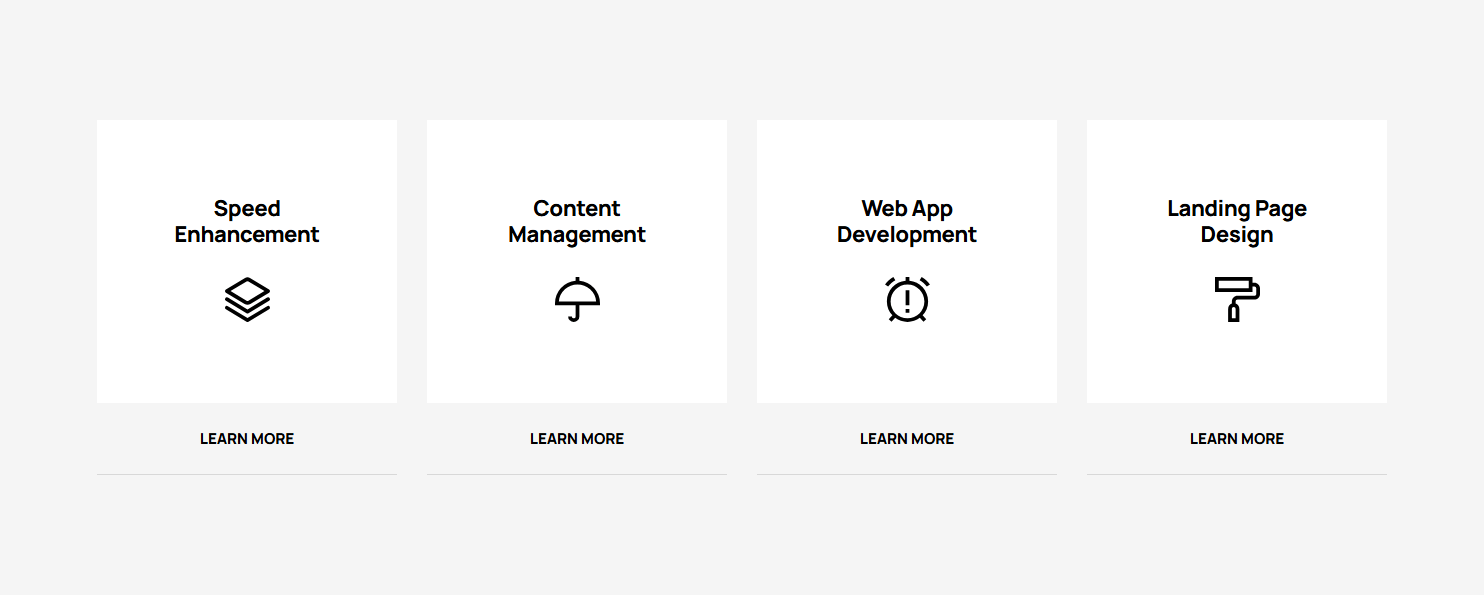 Speed
Enhancement
Content
Management
Web App
Development
Landing Page
Design
LEARN MORE
LEARN MORE
LEARN MORE
LEARN MORE